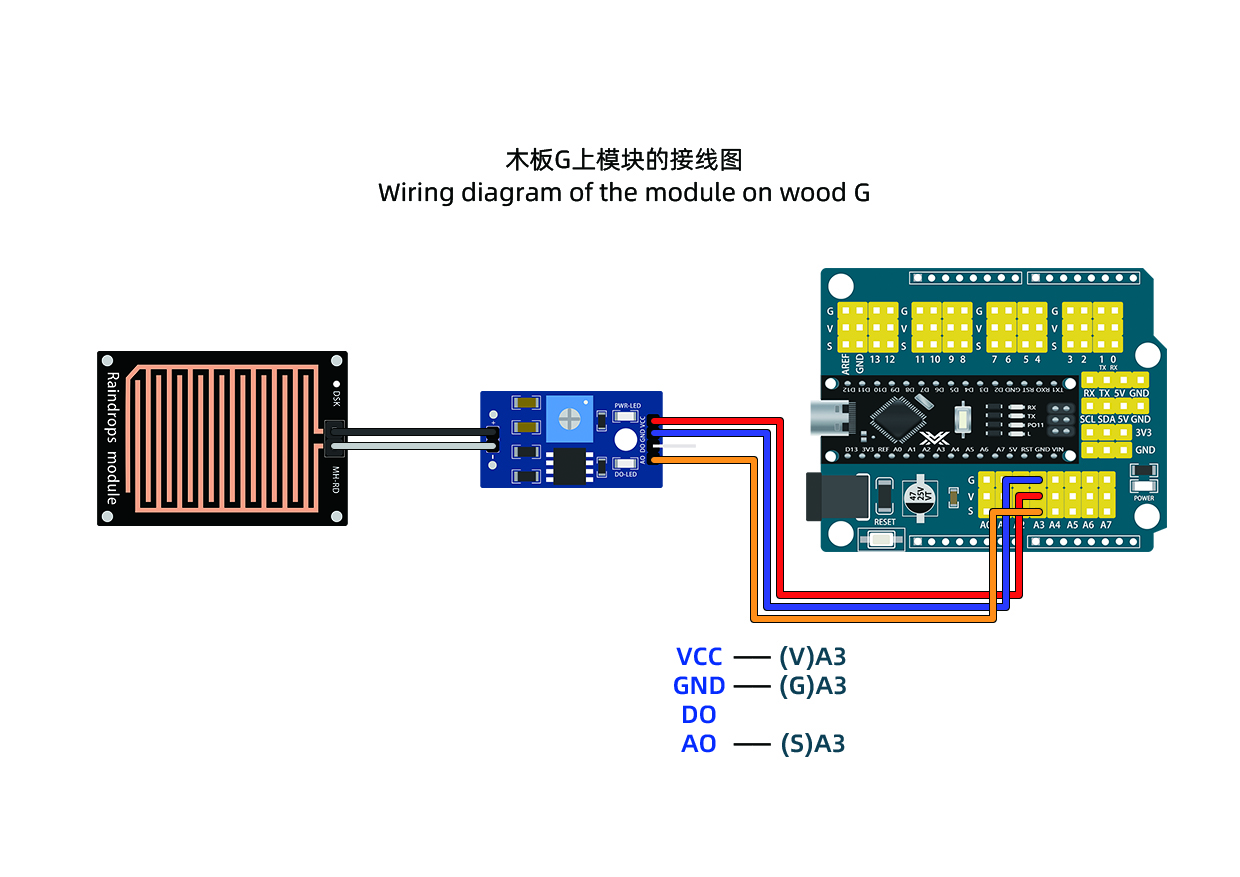 木板G上模块的接线图
Wiring diagram of the module on wood G
G G G G
V V V V
S S S S
AREF GND 13 12 11 10 9 8 7 6 5 4 3 2 1 0
TX RX
D12 D11 D10 D9 D8 D7 D6 D5 D4 D3 D2 GND RST RX0 TX1
RX TX 5V GND
SCL SDA 5V GND
3V3
GND
RX
TX
PO11
L
D13 3V3 REF A0 A1 A2 A3 A4 A5 A6 A7 5V RST GND VIN
Raindrops module
DSK
MH-RD
PWR-LED
+
-
VCC
GND
DO
AO
DO-LED
47
25V
VT
RESET
POWER
G
V
S
A3 A4 A5 A6 A7
VCC — (V)A3
GND — (G)A3
DO
AO — (S)A3